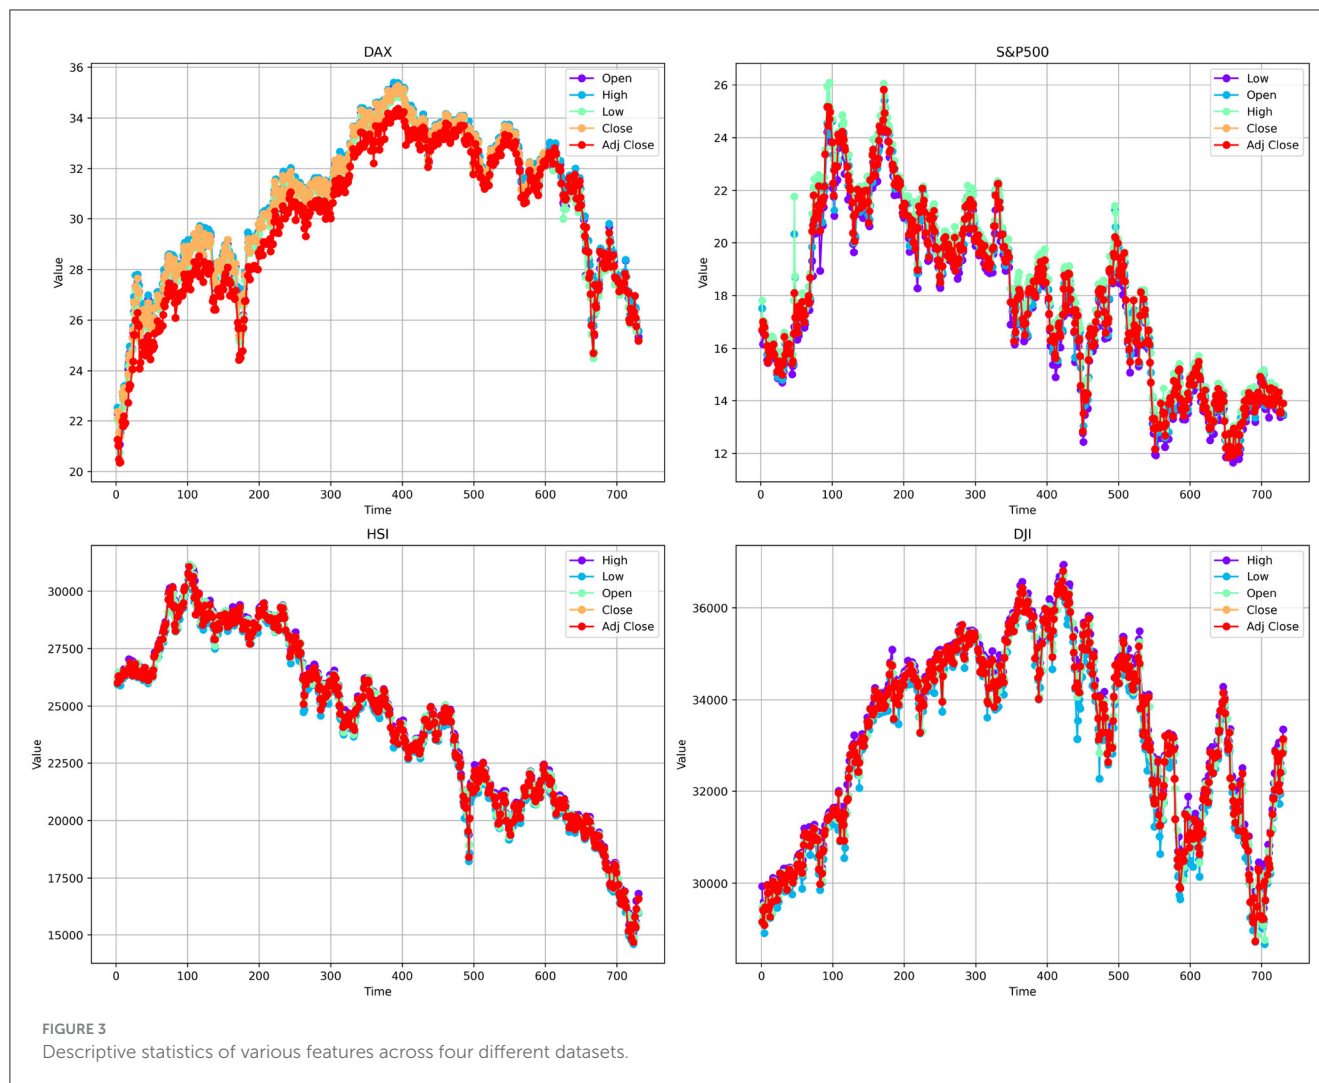 DAX
36
34
32
30
28
26
24
22
20
Value
0 100 200 300 400 500 600 700
Time
Open
High
Low
Close
Adj Close
S&P500
26
24
22
20
18
16
14
12
Value
0 100 200 300 400 500 600 700
Time
Low
Open
High
Close
Adj Close
HSI
30000
27500
25000
22500
20000
17500
15000
Value
0 100 200 300 400 500 600 700
Time
High
Low
Open
Close
Adj Close
DJI
36000
34000
32000
30000
Value
0 100 200 300 400 500 600 700
Time
High
Low
Open
Close
Adj Close
FIGURE 3
Descriptive statistics of various features across four different datasets.